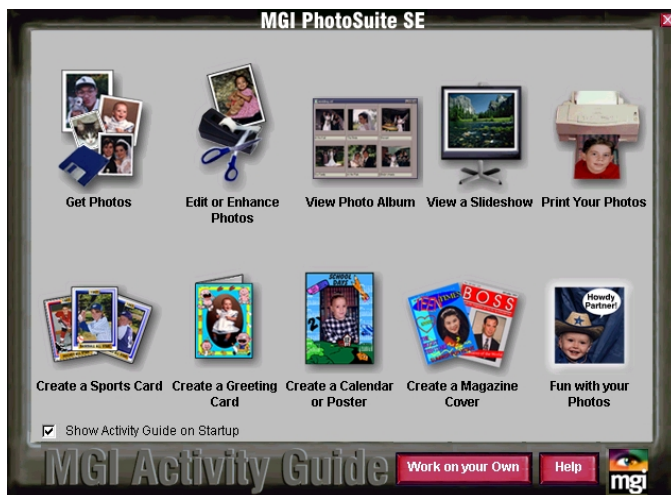 MGI PhotoSuite SE
Get Photos
Edit or Enhance
Photos
View Photo Album
View a Slideshow
Print Your Photos
SCHOOL
DAYS
BOSS
Howdy
Partner!
Create a Sports Card
Create a Greeting
Card
Create a Calendar
or Poster
Create a Magazine
Cover
Fun with your
Photos
Show Activity Guide on Startup
MGI Activity Guide
Work on your Own
Help
mgi